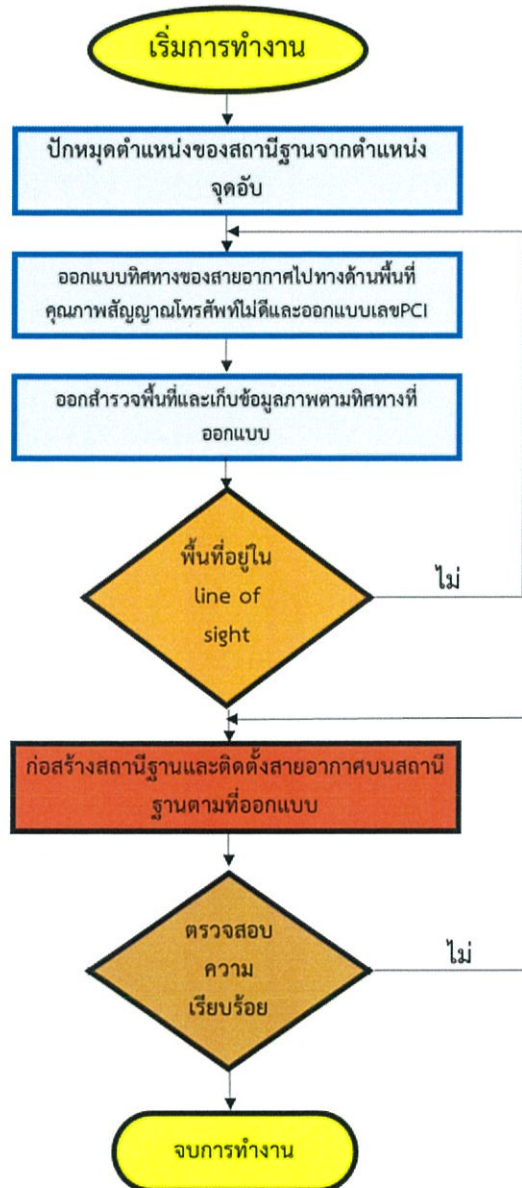 เริ่มการทำงาน
ปักหมุดตำแหน่งของสถานีฐานจากตำแหน่ง
จุดอับ
ออกแบบทิศทางของสายอากาศไปทางด้านพื้นที่
คุณภาพสัญญาณโทรศัพท์ไม่ดีและออกแบบเลขPCI
ออกสำรวจพื้นที่และเก็บข้อมูลภาพตามทิศทางที่
ออกแบบ
พื้นที่อยู่ใน
line of
sight
ไม่
ก่อสร้างสถานีฐานและติดตั้งสายอากาศบนสถานี
ฐานตามที่ออกแบบ
ตรวจสอบ
ความ
เรียบร้อย
ไม่
จบการทำงาน